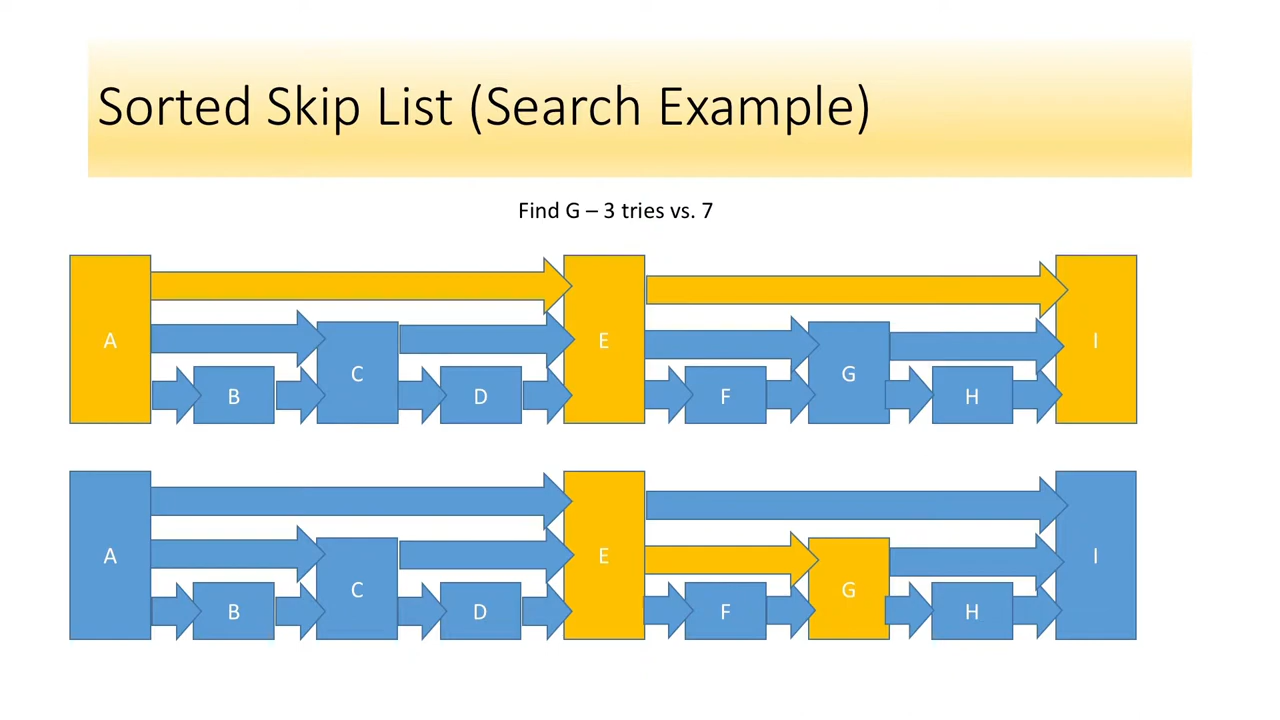 Sorted Skip List (Search Example)
Find G – 3 tries vs. 7
A
B
C
D
E
F
G
H
I
A
B
C
D
E
F
G
H
I